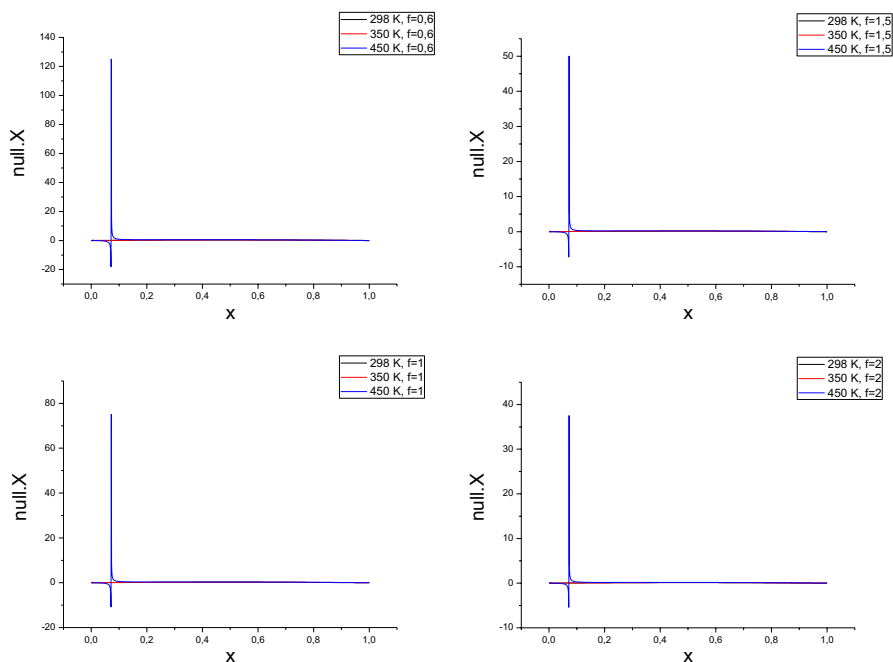 298 K, f=0,6
350 K, f=0,6
450 K, f=0,6
140
120
100
80
60
40
20
0
-20
null.X
0,0 0,2 0,4 0,6 0,8 1,0
x
298 K, f=1,5
350 K, f=1,5
450 K, f=1,5
50
40
30
20
10
0
-10
null.X
0,0 0,2 0,4 0,6 0,8 1,0
x
298 K, f=1
350 K, f=1
450 K, f=1
80
60
40
20
0
-20
null.X
0,0 0,2 0,4 0,6 0,8 1,0
x
298 K, f=2
350 K, f=2
450 K, f=2
40
30
20
10
0
-10
null.X
0,0 0,2 0,4 0,6 0,8 1,0
x